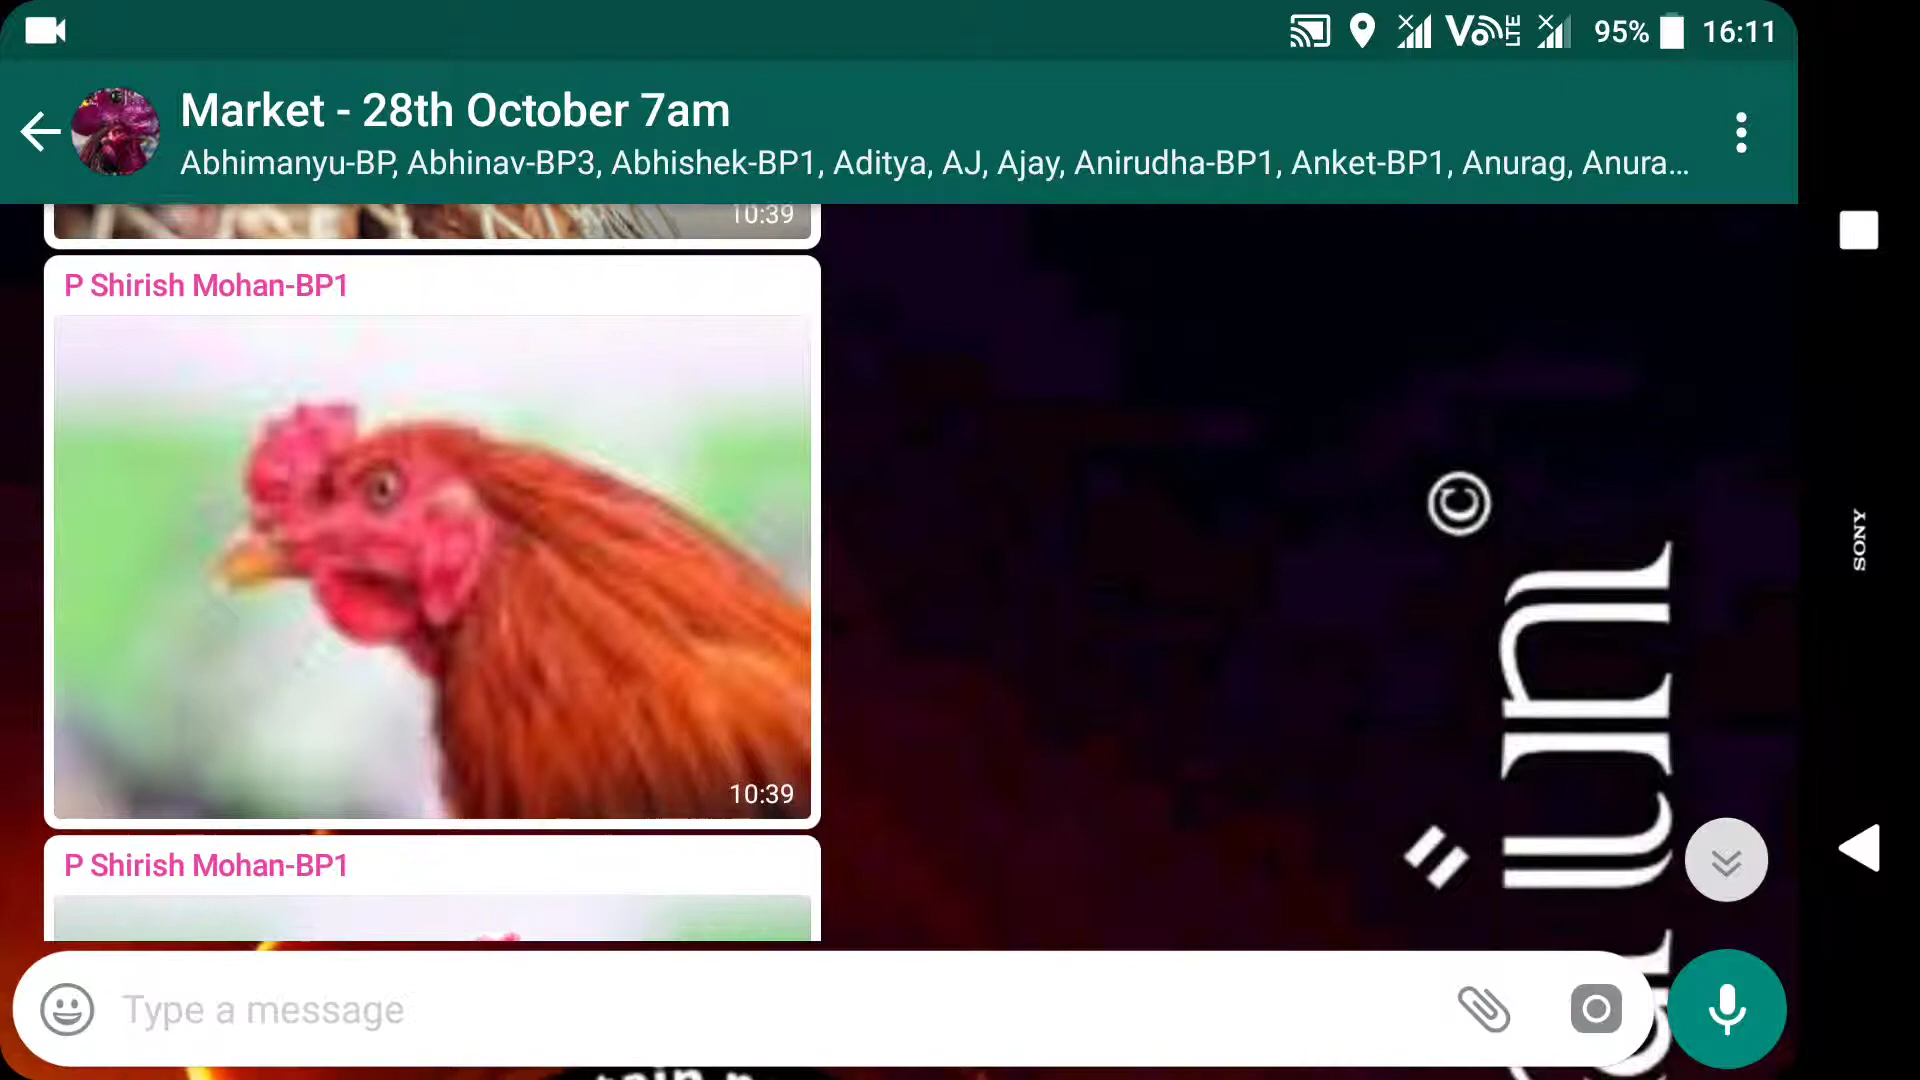 VoLTE 95% 16:11
Market - 28th October 7am
Abhimanyu-BP, Abhinav-BP3, Abhishek-BP1, Aditya, AJ, Ajay, Anirudha-BP1, Anket-BP1, Anurag, Anura...
10:39
P Shirish Mohan-BP1
10:39
P Shirish Mohan-BP1
Type a message
©
SONY